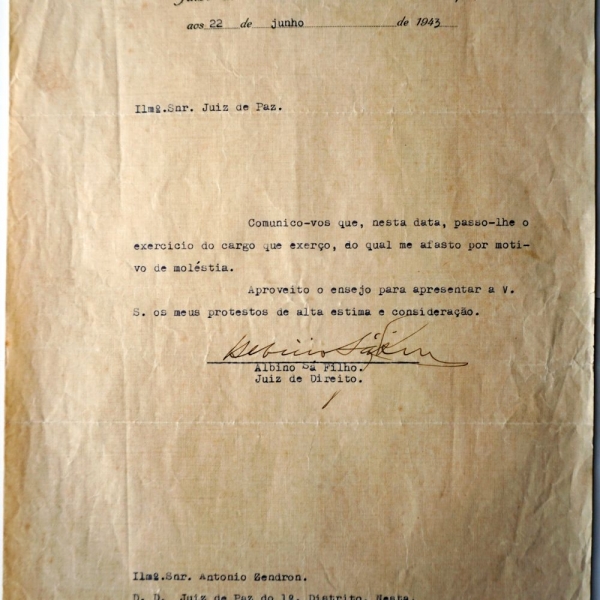 aos 22 de junho de 1943
Ilmº.Snr. Juiz de Paz.
Comunico-vos que, nesta data, passo-lhe o
exercicio do cargo que exerço, do qual me afasto por moti-
vo de moléstia.
Aproveito o ensejo para apresentar a V.
S. os meus protestos de alta estima e consideração.
Albino Sá Filho.
Juiz de Direito.
Ilmº.Snr. Antonio Zendron.
D. D. Juiz de Paz do 1º. Distrito. Nesta.